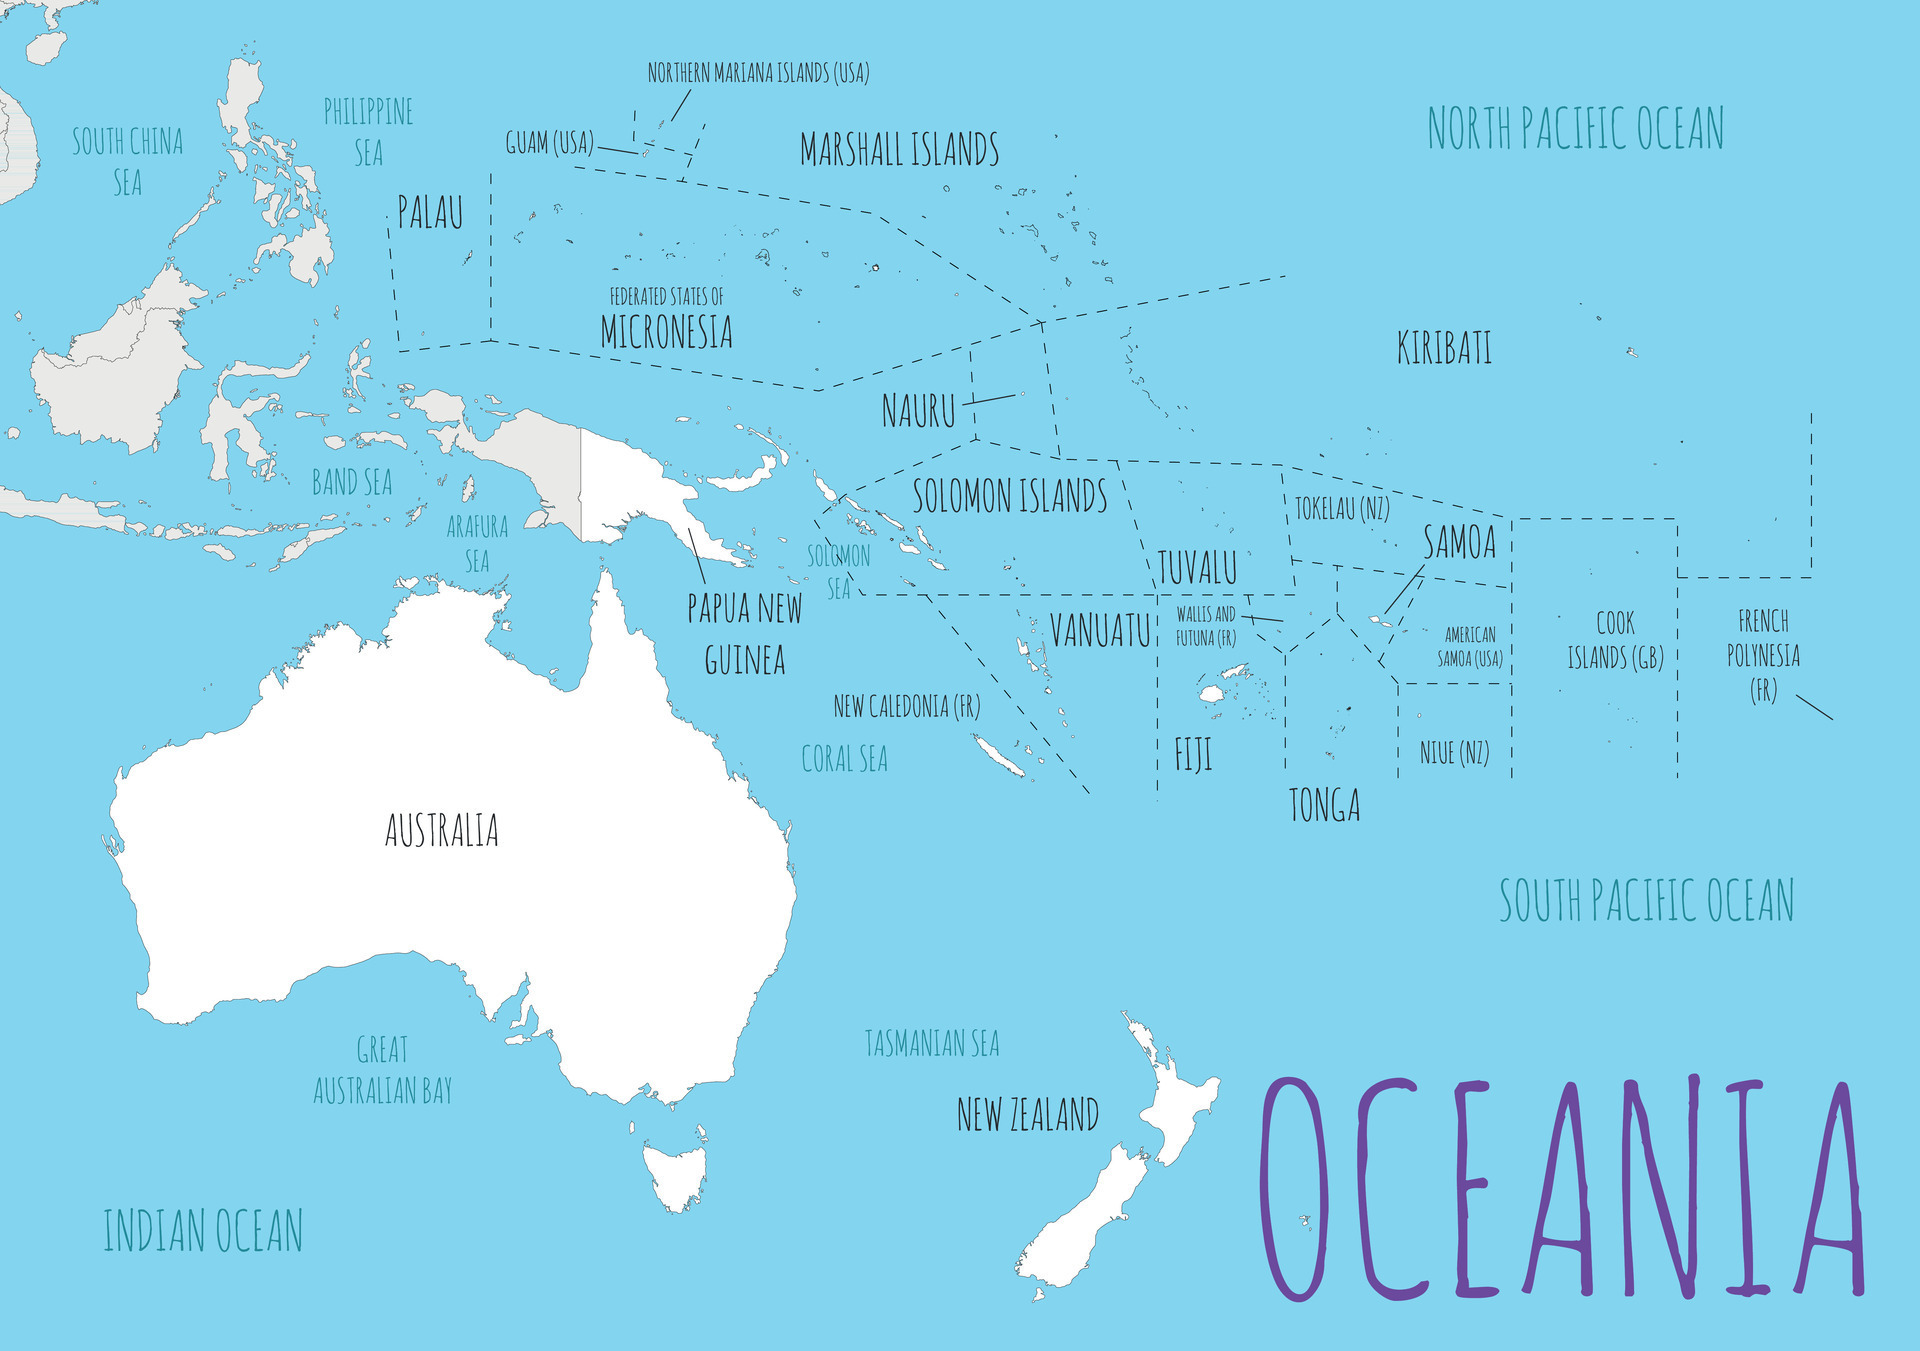 NORTHERN MARIANA ISLANDS (USA)
PHILIPPINE
SEA
SOUTH CHINA
SEA
GUAM (USA)
MARSHALL ISLANDS
NORTH PACIFIC OCEAN
PALAU
FEDERATED STATES OF
MICRONESIA
KIRIBATI
NAURU
BAND SEA
SOLOMON ISLANDS
TOKELAU (NZ)
ARAFURA
SEA
SOLOMON
SEA
SAMOA
TUVALU
PAPUA NEW
GUINEA
VANUATU
WALLIS AND
FUTUNA (FR)
AMERICAN
SAMOA (USA)
COOK
ISLANDS (GB)
FRENCH
POLYNESIA
(FR)
NEW CALEDONIA (FR)
CORAL SEA
FIJI
NIUE (NZ)
TONGA
AUSTRALIA
SOUTH PACIFIC OCEAN
GREAT
AUSTRALIAN BAY
TASMANIAN SEA
NEW ZEALAND
INDIAN OCEAN
OCEANIA